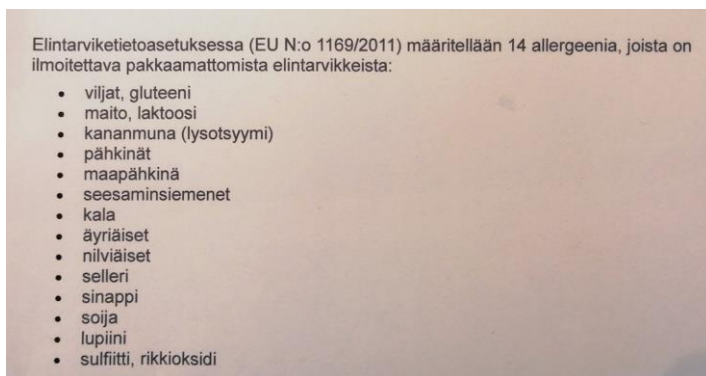 Elintarviketietoasetuksessa (EU N:o 1169/2011) määritellään 14 allergeenia, joista on
ilmoitettava pakkaamattomista elintarvikkeista:
• viljat, gluteeni
• maito, laktoosi
• kananmuna (lysotsyymi)
• pähkinät
• maapähkinä
• seesaminsiemenet
• kala
• äyriäiset
• nilviäiset
• selleri
• sinappi
• soija
• lupiini
• sulfiitti, rikkioksidi